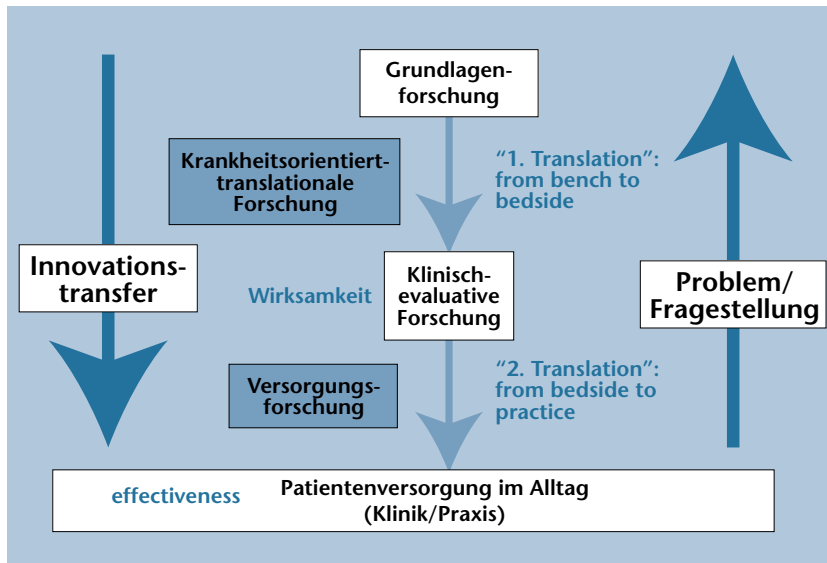 Grundlagen-
forschung
Krankheitsorientiert-
translationale
Forschung
"1. Translation":
from bench to
bedside
Innovations-
transfer
Wirksamkeit
Klinisch-
evaluative
Forschung
Problem/
Fragestellung
Versorgungs-
forschung
"2. Translation":
from bedside to
practice
effectiveness
Patientenversorgung im Alltag
(Klinik/Praxis)